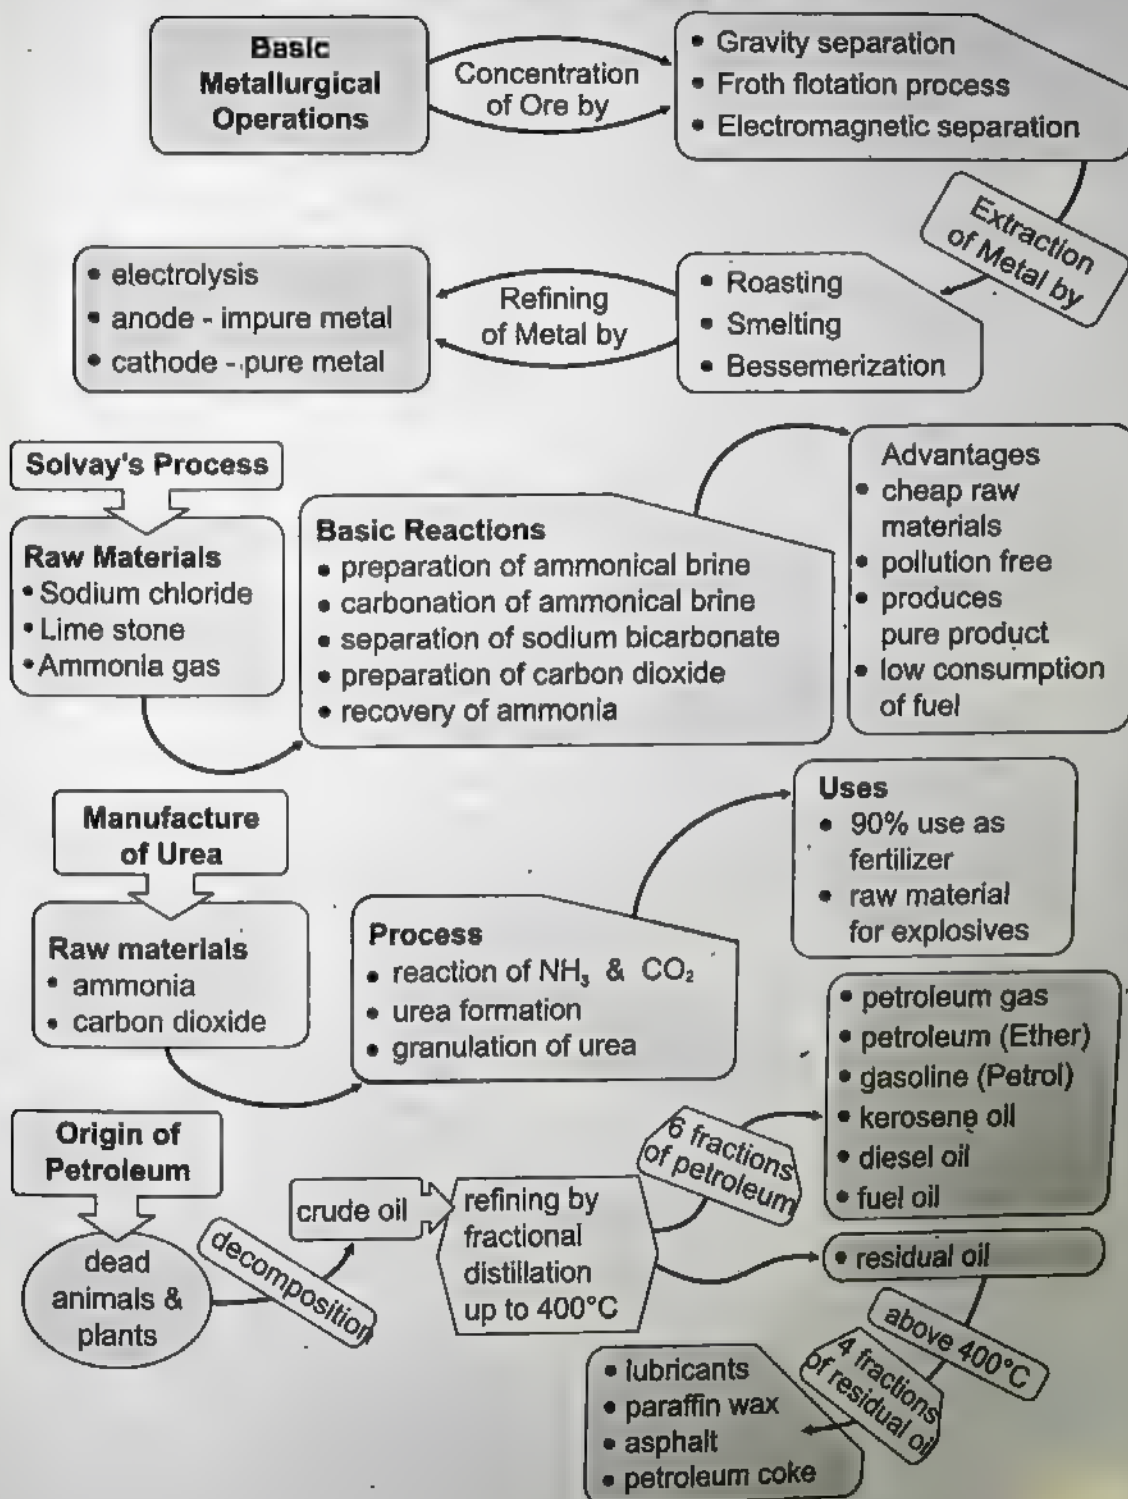 Basic
Metallurgical
Operations
Concentration
of Ore by
• Gravity separation
• Froth flotation process
• Electromagnetic separation
Extraction
of Metal by
• Roasting
• Smelting
• Bessemerization
Refining
of Metal by
• electrolysis
• anode - impure metal
• cathode - pure metal
Solvay's Process
Raw Materials
• Sodium chloride
• Lime stone
• Ammonia gas
Basic Reactions
• preparation of ammonical brine
• carbonation of ammonical brine
• separation of sodium bicarbonate
• preparation of carbon dioxide
• recovery of ammonia
Advantages
• cheap raw
materials
• pollution free
• produces
pure product
• low consumption
of fuel
Manufacture
of Urea
Raw materials
• ammonia
• carbon dioxide
Process
• reaction of NH₃ & CO₂
• urea formation
• granulation of urea
Uses
• 90% use as
fertilizer
• raw material
for explosives
Origin of
Petroleum
dead
animals &
plants
decomposition
crude oil
refining by
fractional
distillation
up to 400°C
6 fractions
of petroleum
• petroleum gas
• petroleum (Ether)
• gasoline (Petrol)
• kerosene oil
• diesel oil
• fuel oil
• residual oil
above 400°C
4 fractions
of residual oil
• lubricants
• paraffin wax
• asphalt
• petroleum coke